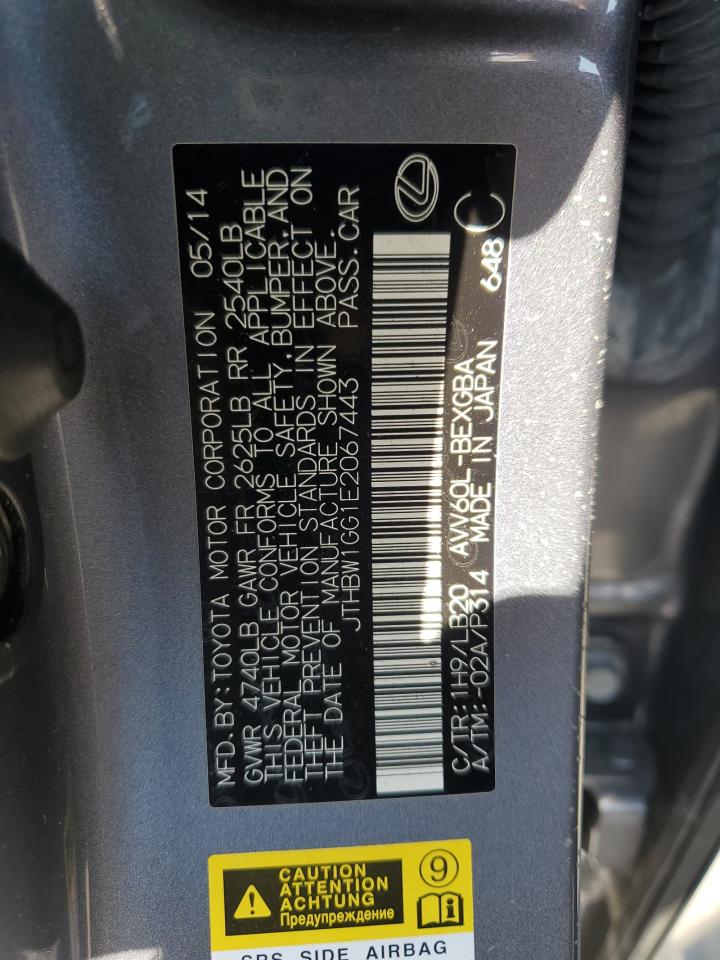 MFD. BY: TOYOTA MOTOR CORPORATION 05/14
GVWR 4740LB GAWR FR 2625LB RR 2540LB
THIS VEHICLE CONFORMS TO ALL APPLICABLE
FEDERAL MOTOR VEHICLE SAFETY, BUMPER, AND
THEFT PREVENTION STANDARDS IN EFFECT ON
THE DATE OF MANUFACTURE SHOWN ABOVE.
JTHBW1GG1E2067443 PASS. CAR
C/TR: 1H9/LB20 AVV60L-BEXGBA
A/TM: -02A/P314 MADE IN JAPAN 648 C
CAUTION
ATTENTION
ACHTUNG
Предупреждение
9
i
SRS SIDE AIRBAG